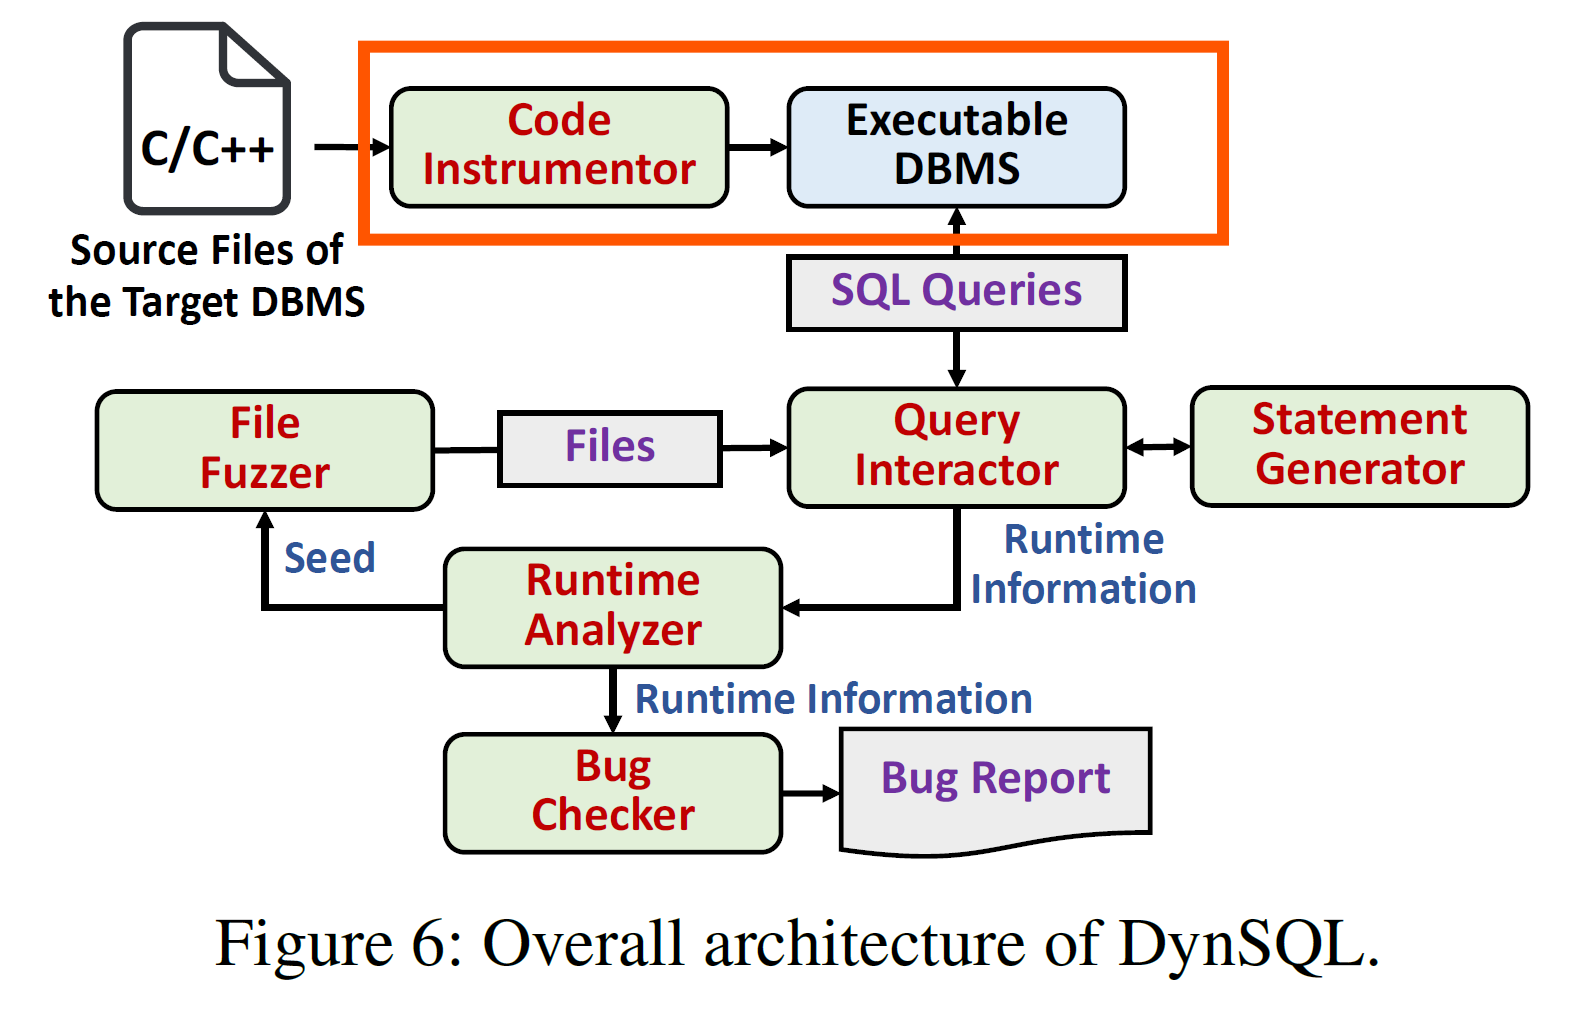 C/C++
Source Files of
the Target DBMS
Code
Instrumentor
Executable
DBMS
SQL Queries
File
Fuzzer
Files
Query
Interactor
Statement
Generator
Seed
Runtime
Analyzer
Runtime
Information
Runtime Information
Bug
Checker
Bug Report
Figure 6: Overall architecture of DynSQL.